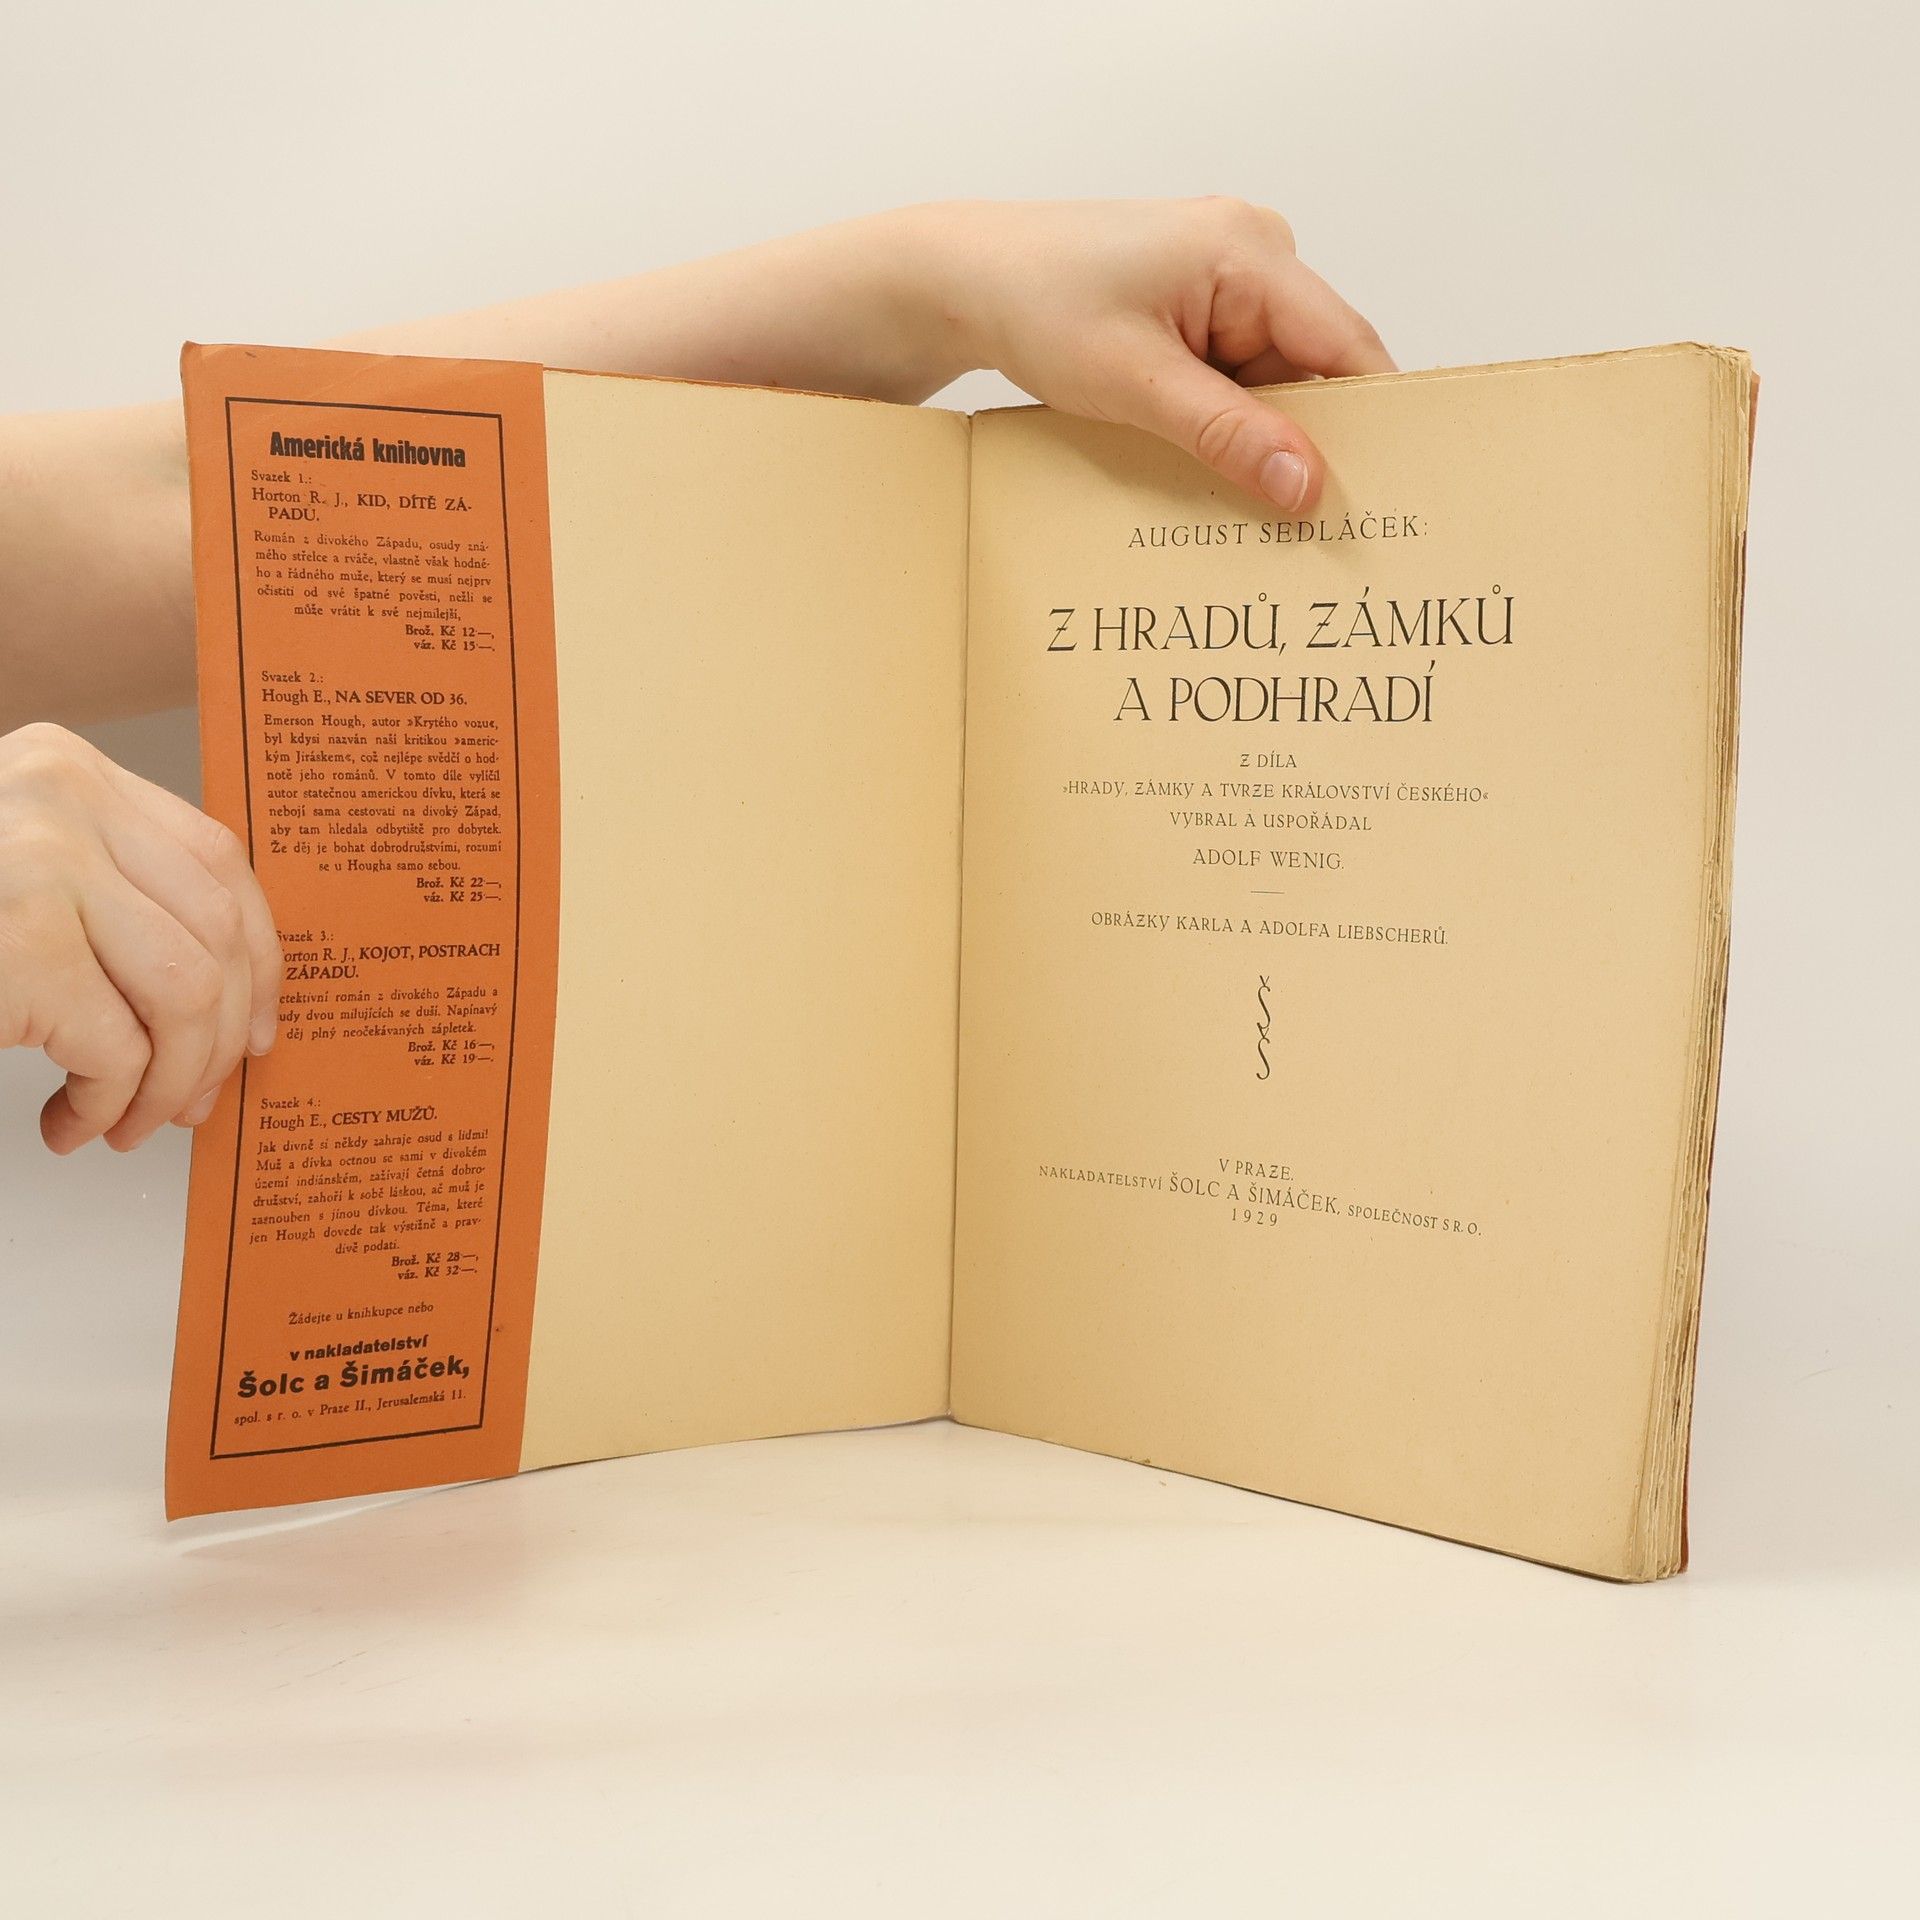 Americká knihovna
Svazek 1.:
Horton R. J., KID, DÍTĚ ZÁ-
PADU.
Román z divokého Západu, osudy zná-
mého střelce a rváče, vlastně však hodné-
ho a řádného muže, který se musí nejprv
očistiti od své špatné pověsti, nežli se
může vrátit k své nejmilejší,
Brož. Kč 12·—,
váz. Kč 15·—.
Svazek 2.:
Hough E., NA SEVER OD 36.
Emerson Hough, autor »Krytého vozu«,
byl kdysi nazván naší kritikou »americ-
kým Jiráskem«, což nejlépe svědčí o hod-
notě jeho románů. V tomto díle vylíčil
autor statečnou americkou dívku, která se
nebojí sama cestovati na divoký Západ,
aby tam hledala odbytiště pro dobytek.
Že děj je bohat dobrodružstvími, rozumí
se u Hougha samo sebou.
Brož. Kč 22·—,
váz. Kč 25·—.
Svazek 3.:
orton R. J., KOJOT, POSTRACH
ZÁPADU.
etektivní román z divokého Západu a
udy dvou milujících se duší. Napínavý
děj plný neočekávaných zápletek.
Brož. Kč 16·—,
váz. Kč 19·—.
Svazek 4.:
Hough E., CESTY MUŽŮ.
Jak divně si někdy zahraje osud s lidmi!
Muž a dívka octnou se sami v divokém
území indiánském, zažívají četná dobro-
družství, zahoří k sobě láskou, ač muž je
zasnouben s jinou dívkou. Téma, které
jen Hough dovede tak výstižně a prav-
divě podati.
Brož. Kč 28·—,
váz. Kč 32·—.
Žádejte u knihkupce nebo
v nakladatelství
Šolc a Šimáček,
spol. s r. o. v Praze II., Jerusalemská 11.
AUGUST SEDLÁČEK:
Z HRADŮ, ZÁMKŮ
A PODHRADÍ
Z DÍLA
»HRADY, ZÁMKY A TVRZE KRÁLOVSTVÍ ČESKÉHO«
VYBRAL A USPOŘÁDAL
ADOLF WENIG.
OBRÁZKY KARLA A ADOLFA LIEBSCHERŮ.
Š
Š
V PRAZE.
NAKLADATELSTVÍ ŠOLC A ŠIMÁČEK, SPOLEČNOST S R. O.
1929